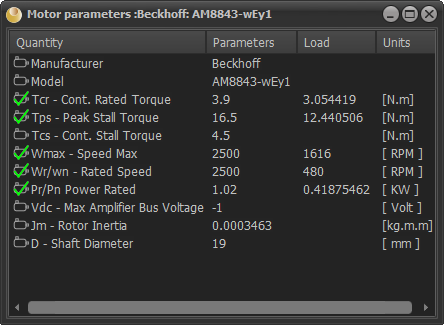 Motor parameters :Beckhoff: AM8843-wEy1
Quantity Parameters Load Units
Manufacturer Beckhoff
Model AM8843-wEy1
Tcr - Cont. Rated Torque 3.9 3.054419 [N.m]
Tps - Peak Stall Torque 16.5 12.440506 [N.m]
Tcs - Cont. Stall Torque 4.5 [N.m]
Wmax - Speed Max 2500 1616 [ RPM ]
Wr/wn - Rated Speed 2500 480 [ RPM ]
Pr/Pn Power Rated 1.02 0.41875462 [ KW ]
Vdc - Max Amplifier Bus Voltage -1 [ Volt ]
Jm - Rotor Inertia 0.0003463 [kg.m.m]
D - Shaft Diameter 19 [ mm ]